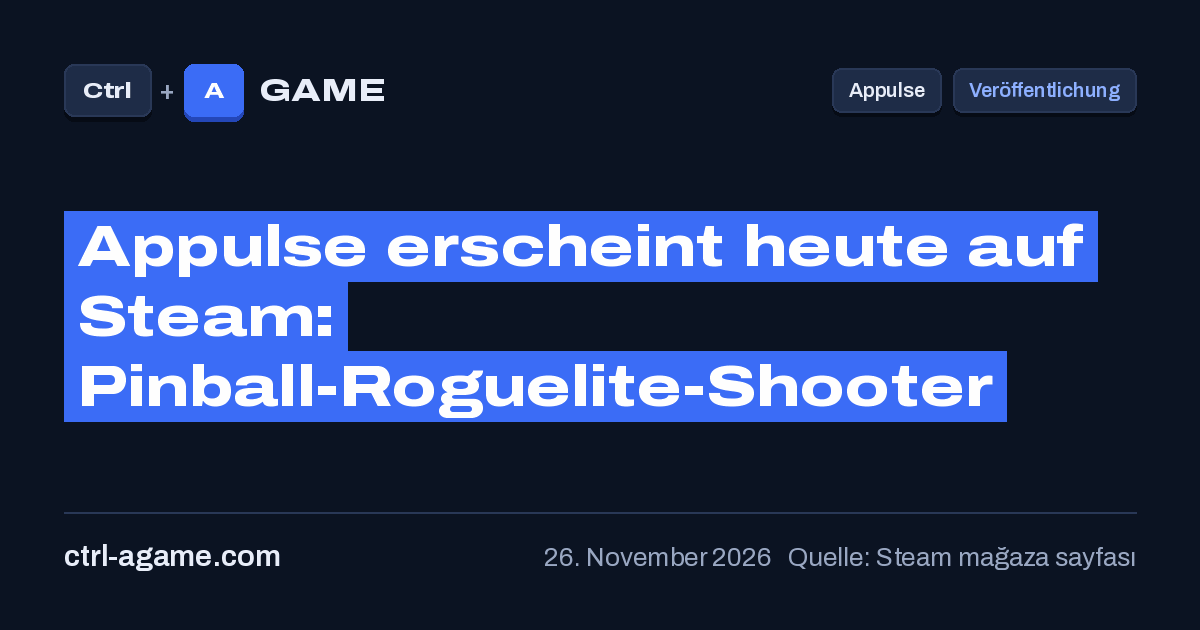 Ctrl + A GAME
Appulse Veröffentlichung
Appulse erscheint heute auf
Steam:
Pinball-Roguelite-Shooter
ctrl-agame.com
26. November 2026 Quelle: Steam mağaza sayfası